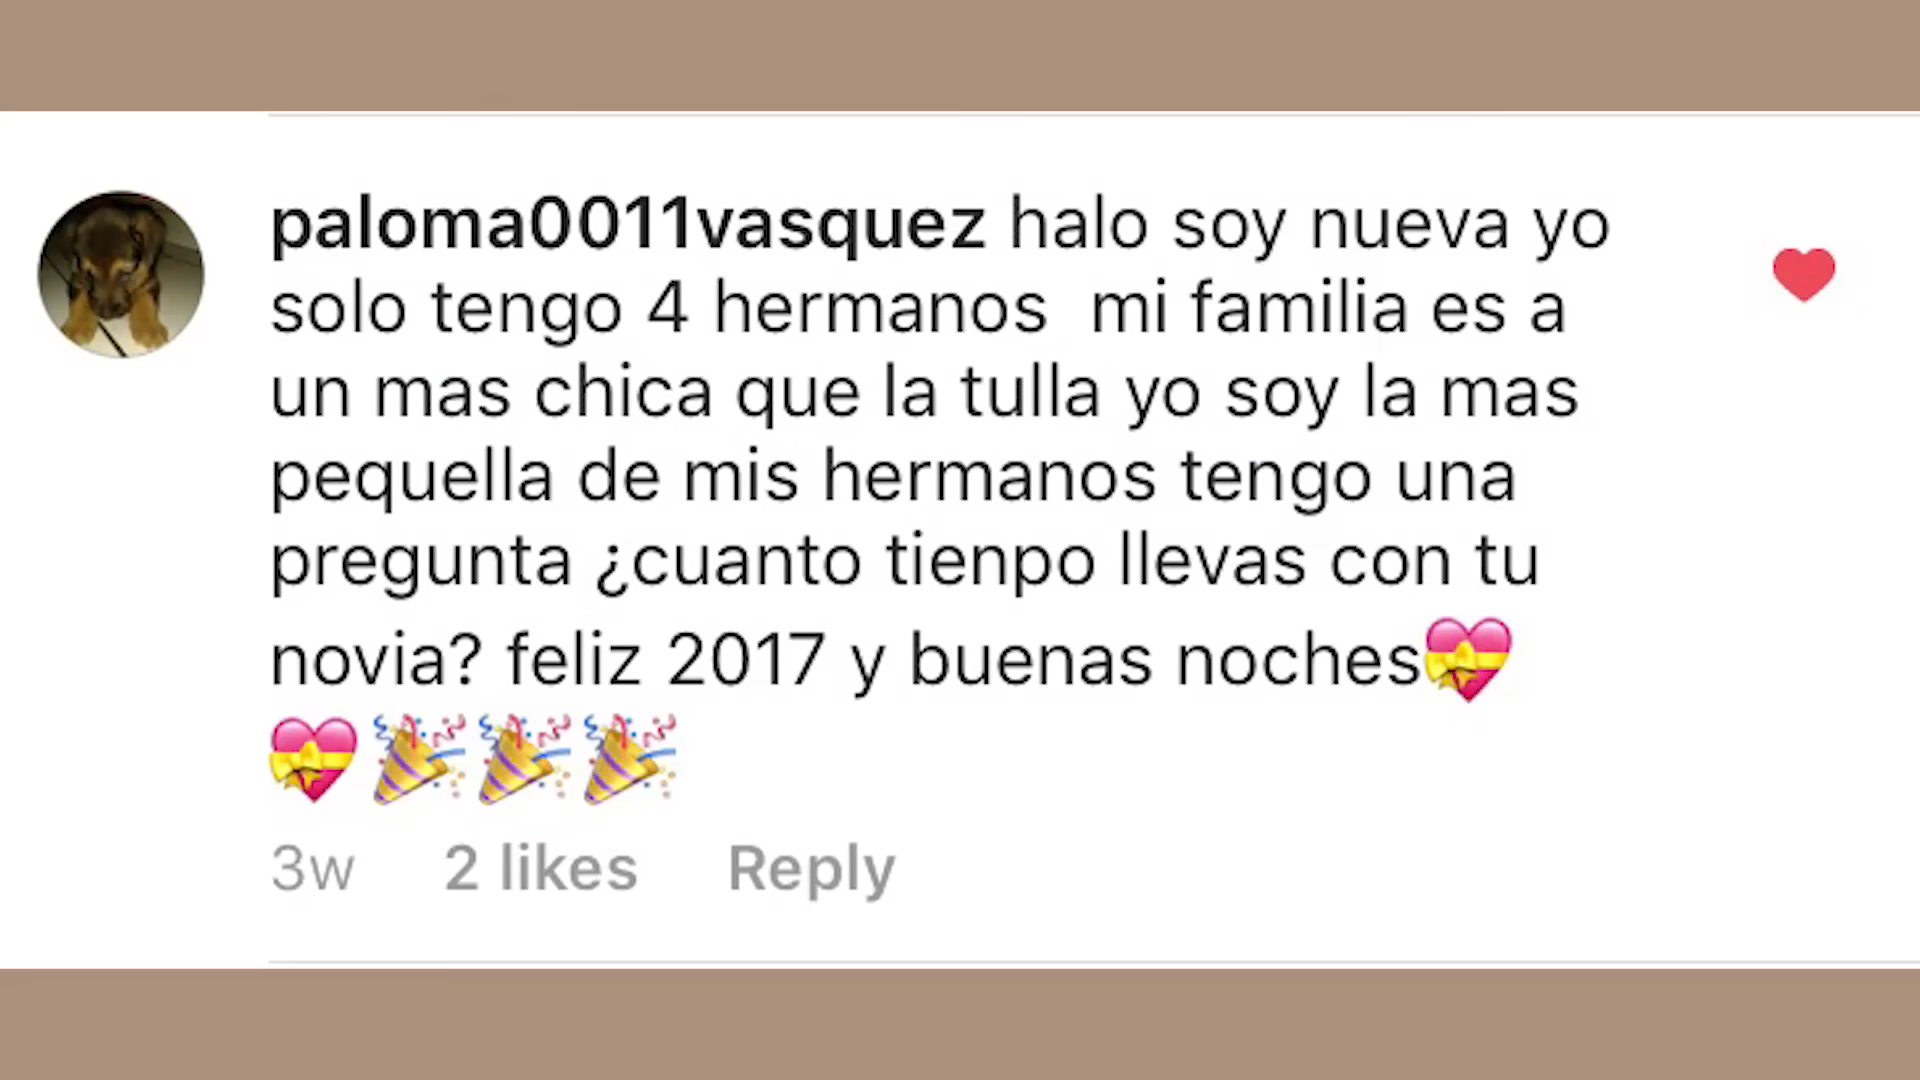 paloma0011vasquez halo soy nueva yo
solo tengo 4 hermanos  mi familia es a
un mas chica que la tulla yo soy la mas
pequella de mis hermanos tengo una
pregunta ¿cuanto tienpo llevas con tu
novia? feliz 2017 y buenas noches💝
💝🎉🎉🎉
3w 2 likes Reply